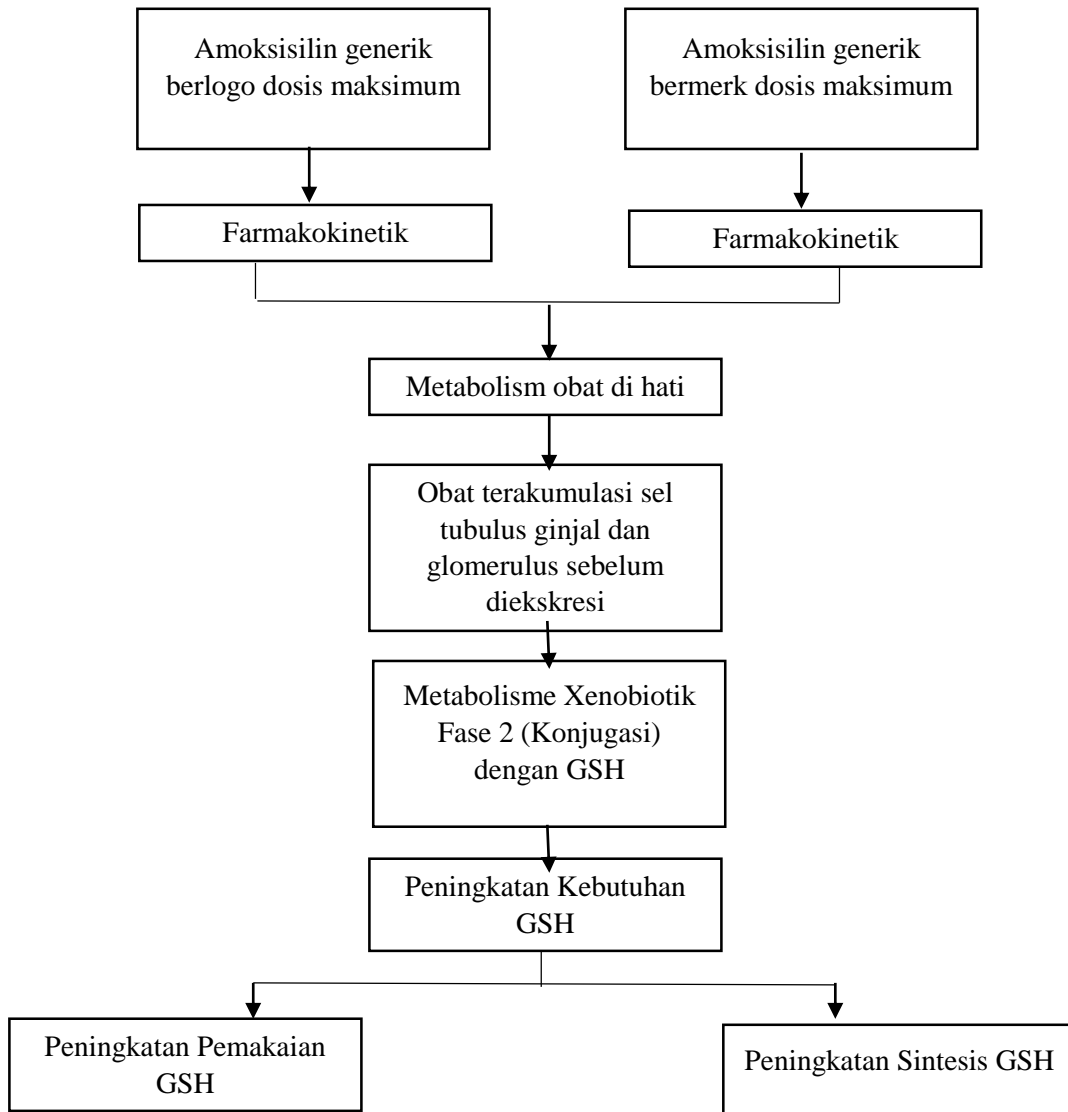 Amoksisilin generik
berlogo dosis maksimum
Amoksisilin generik
bermerk dosis maksimum
Farmakokinetik
Farmakokinetik
Metabolism obat di hati
Obat terakumulasi sel
tubulus ginjal dan
glomerulus sebelum
diekskresi
Metabolisme Xenobiotik
Fase 2 (Konjugasi)
dengan GSH
Peningkatan Kebutuhan
GSH
Peningkatan Pemakaian
GSH
Peningkatan Sintesis GSH